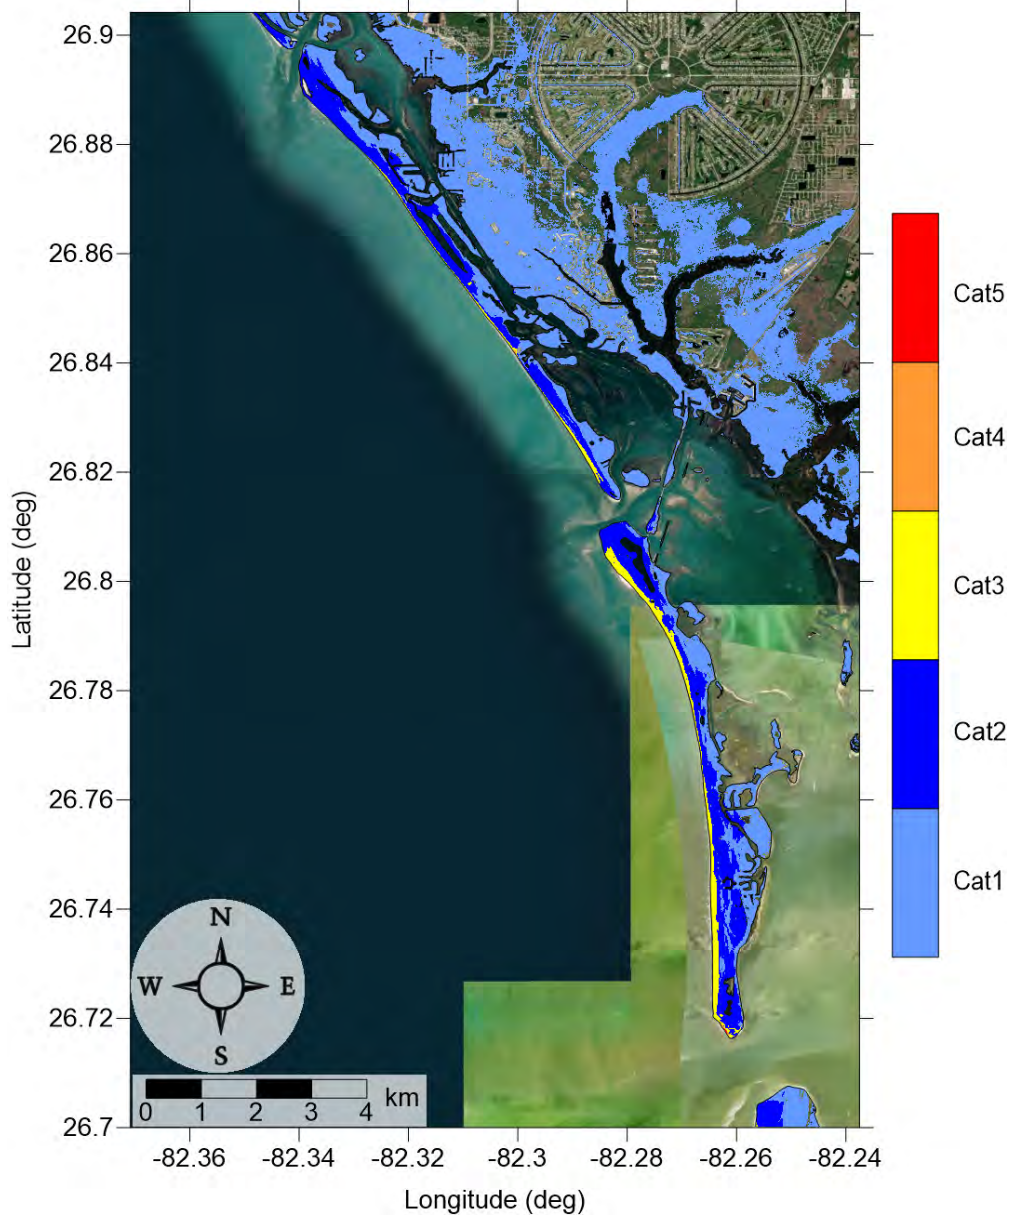 26.9
26.88
26.86
26.84
26.82
26.8
26.78
26.76
26.74
26.72
26.7
Latitude (deg)
Cat5
Cat4
Cat3
Cat2
Cat1
N
W E
S
km
0 1 2 3 4
-82.36 -82.34 -82.32 -82.3 -82.28 -82.26 -82.24
Longitude (deg)